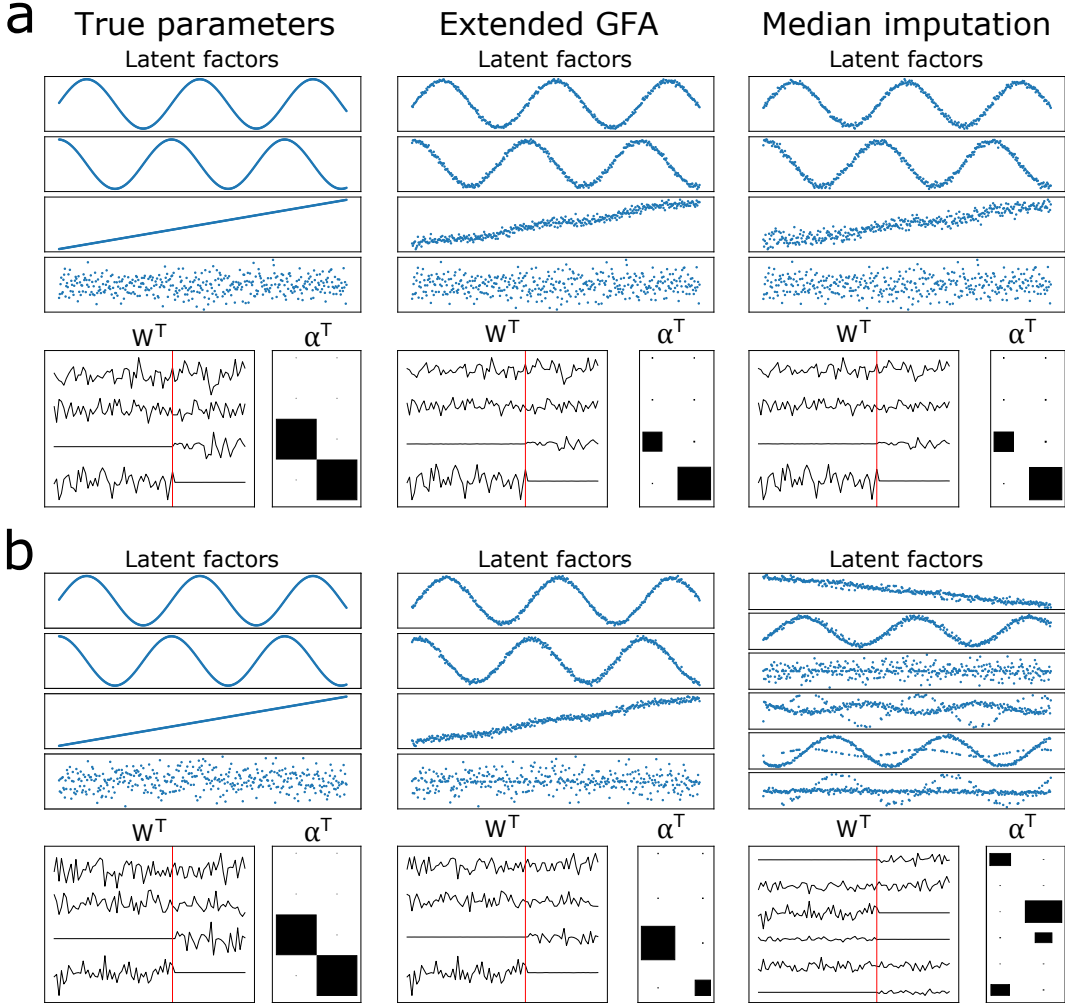 a
True parameters Extended GFA Median imputation
Latent factors Latent factors Latent factors
Wᵀ αᵀ Wᵀ αᵀ Wᵀ αᵀ
b
Latent factors Latent factors Latent factors
Wᵀ αᵀ Wᵀ αᵀ Wᵀ αᵀ